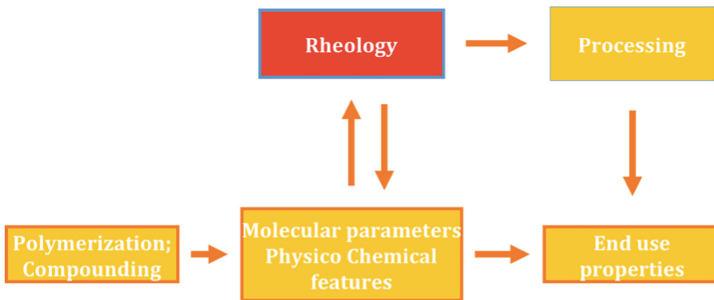 Rheology
Processing
Polymerization;
Compounding
Molecular parameters
Physico Chemical
features
End use
properties